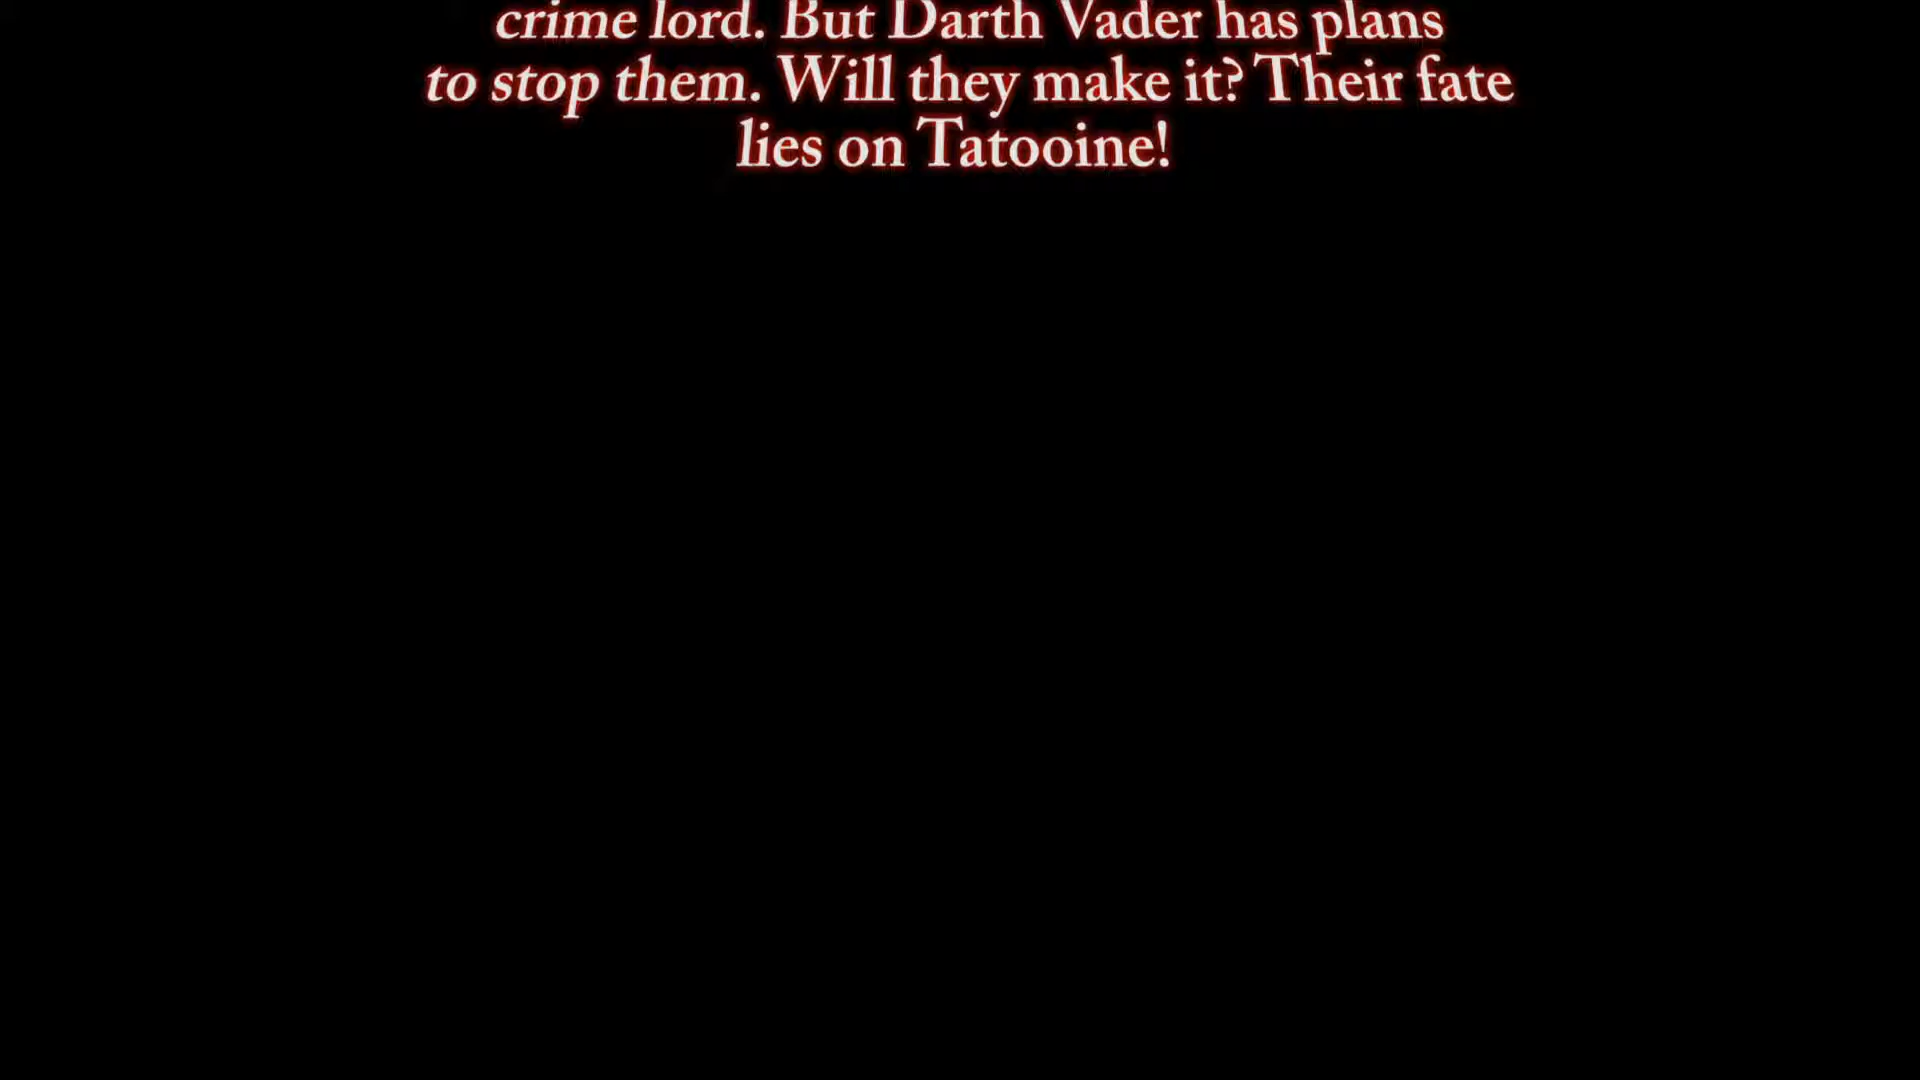 crime lord. But Darth Vader has plans
to stop them. Will they make it? Their fate
lies on Tatooine!